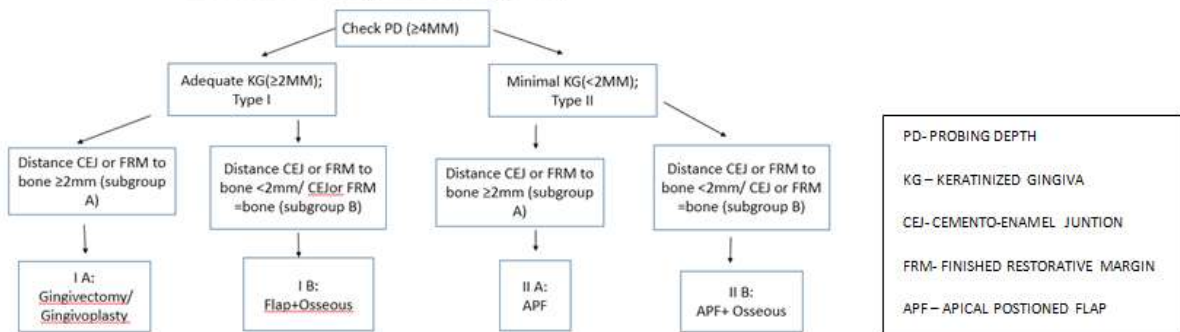 Check PD (≥4MM)
Adequate KG(≥2MM);
Type I
Minimal KG(<2MM);
Type II
Distance CEJ or FRM to
bone ≥2mm (subgroup
A)
Distance CEJ or FRM to
bone <2mm/ CEJor FRM
=bone (subgroup B)
Distance CEJ or FRM to
bone ≥2mm (subgroup
A)
Distance CEJ or FRM to
bone <2mm/ CEJ or FRM
=bone (subgroup B)
I A:
Gingivectomy/
Gingivoplasty
I B:
Flap+Osseous
II A:
APF
II B:
APF+ Osseous
PD- PROBING DEPTH
KG – KERATINIZED GINGIVA
CEJ- CEMENTO-ENAMEL JUNTION
FRM- FINISHED RESTORATIVE MARGIN
APF – APICAL POSTIONED FLAP